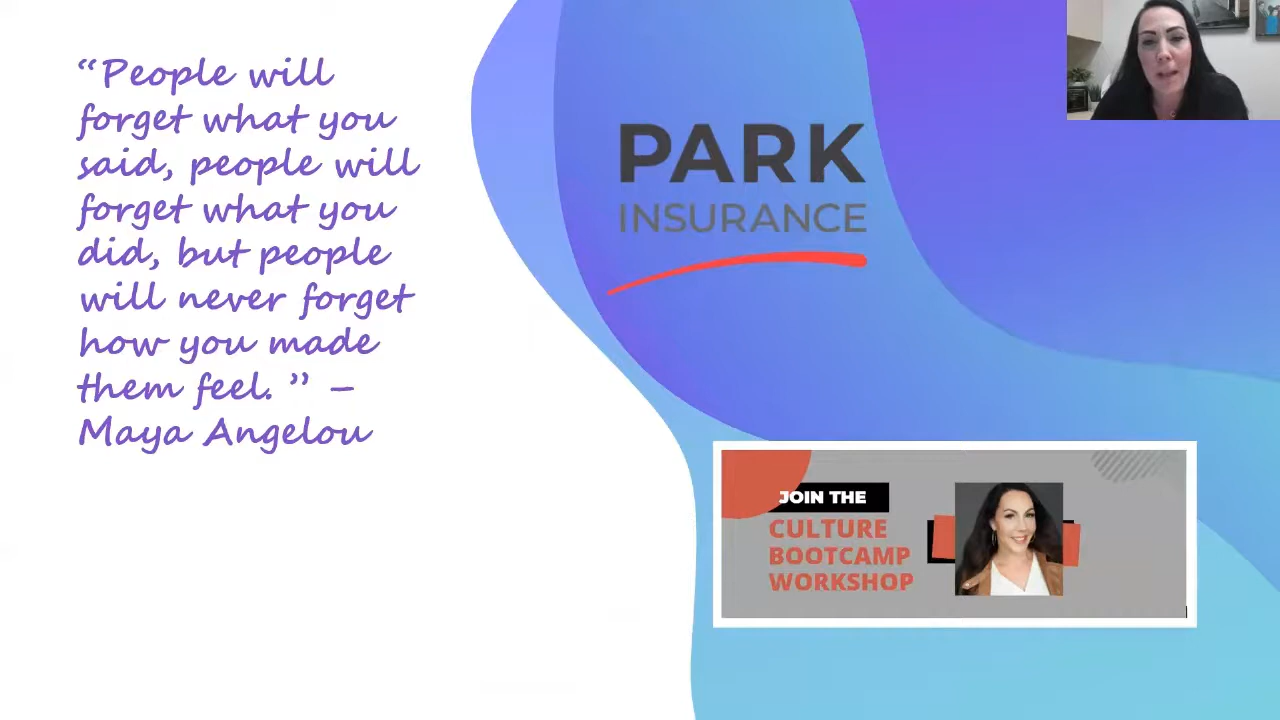 “People will
forget what you
said, people will
forget what you
did, but people
will never forget
how you made
them feel. ” –
Maya Angelou
PARK
INSURANCE
JOIN THE
CULTURE
BOOTCAMP
WORKSHOP